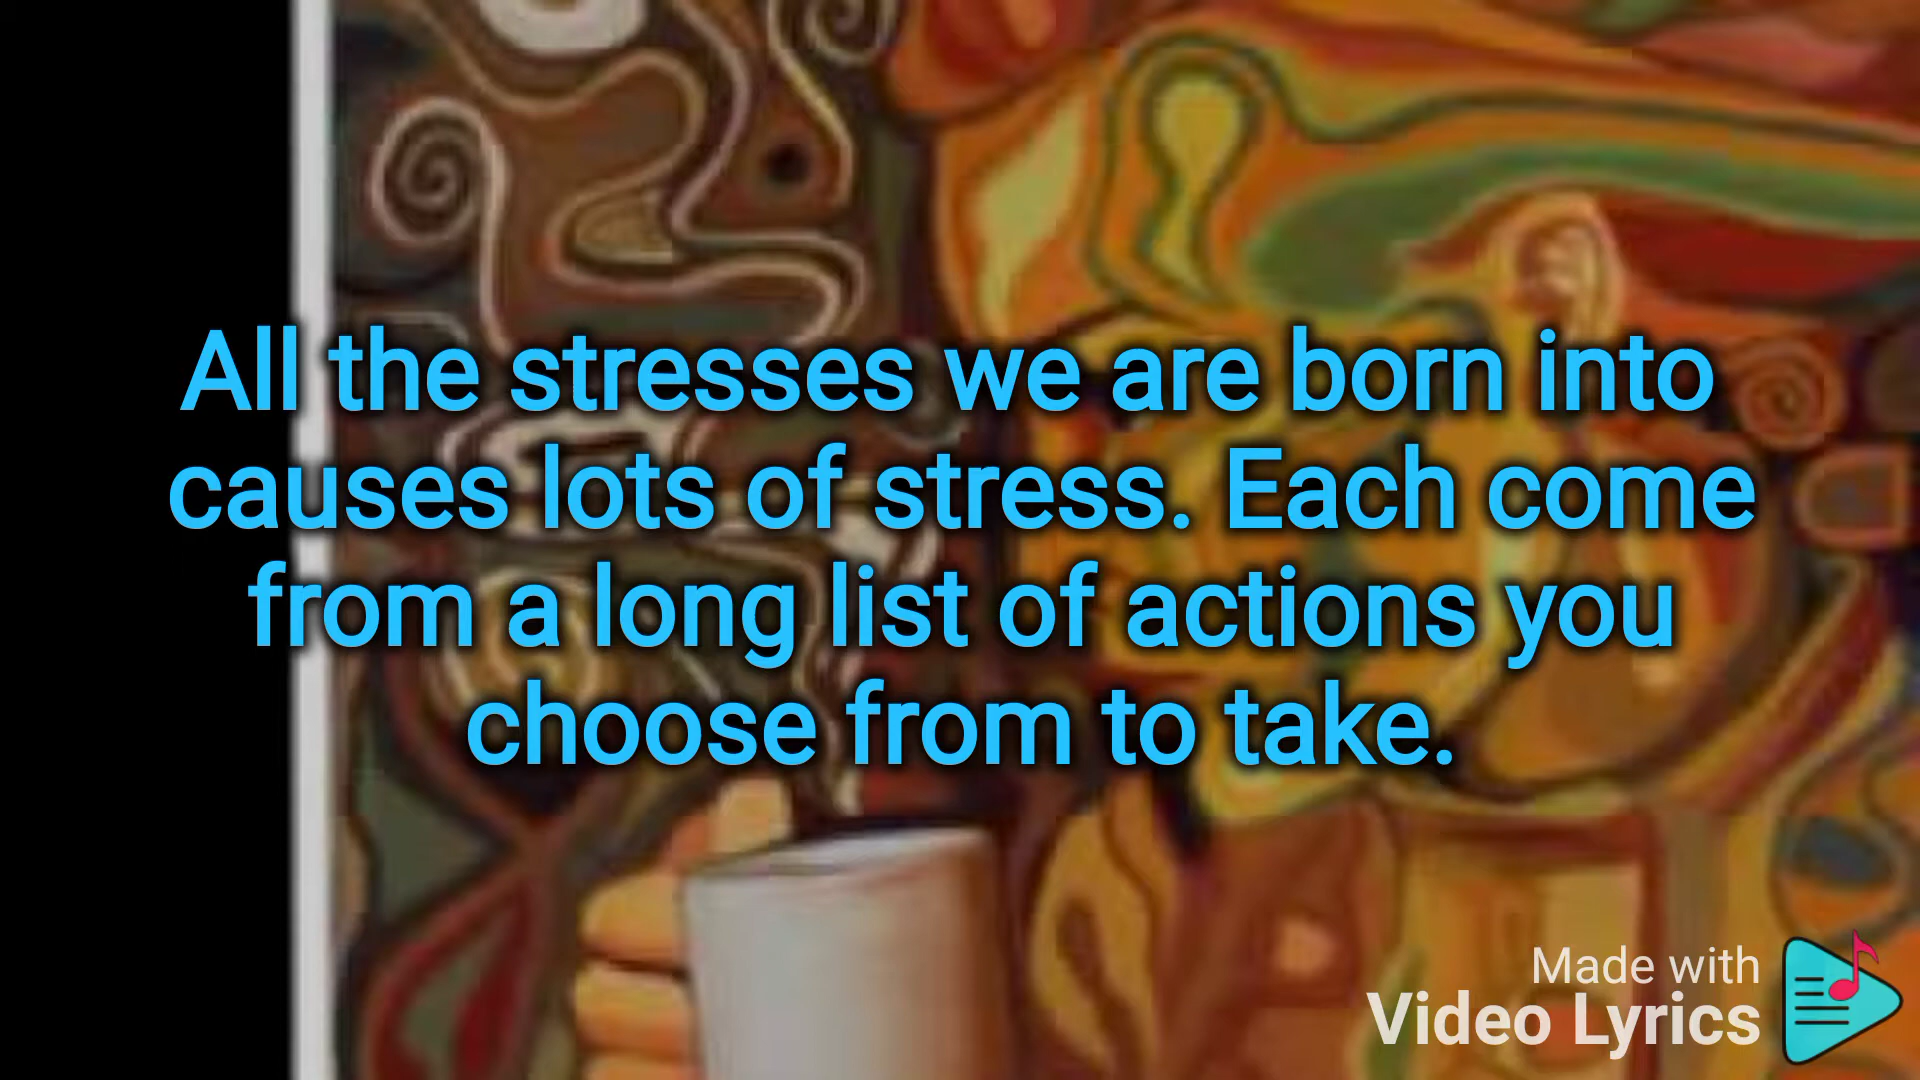 All the stresses we are born into
causes lots of stress. Each come
from a long list of actions you
choose from to take.
Made with
Video Lyrics